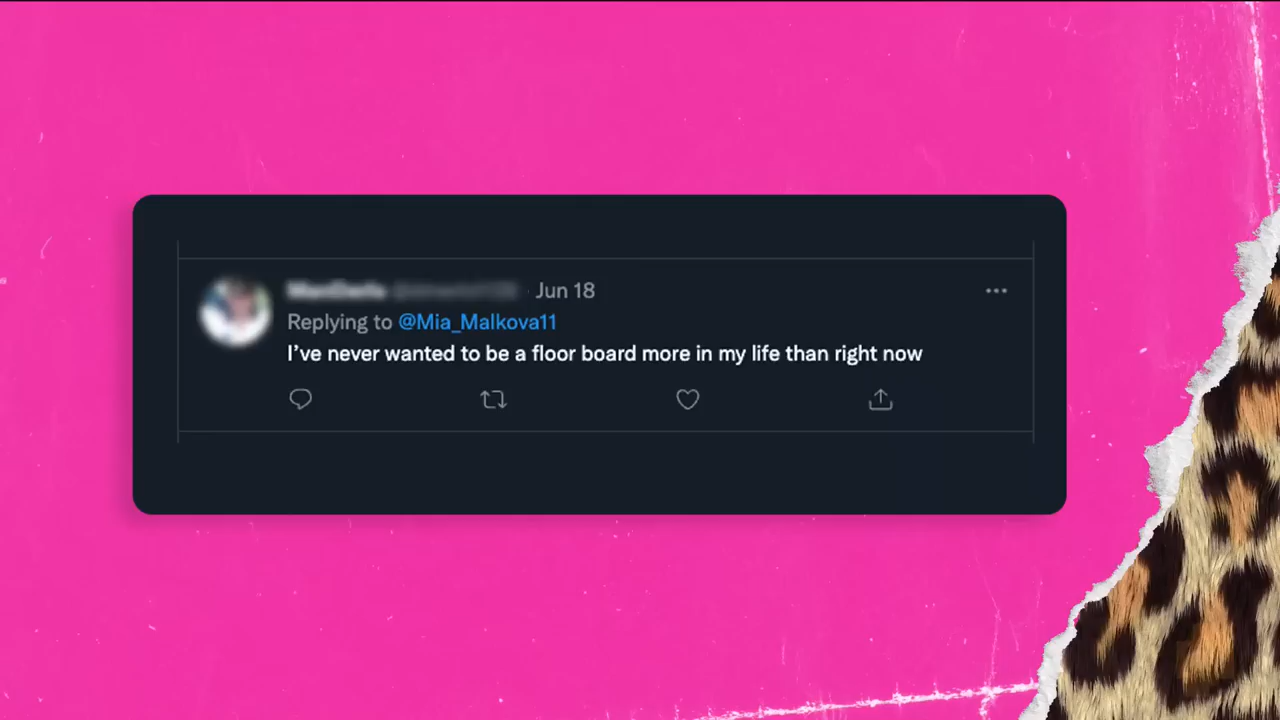 Jun 18
Replying to @Mia_Malkova11
I’ve never wanted to be a floor board more in my life than right now